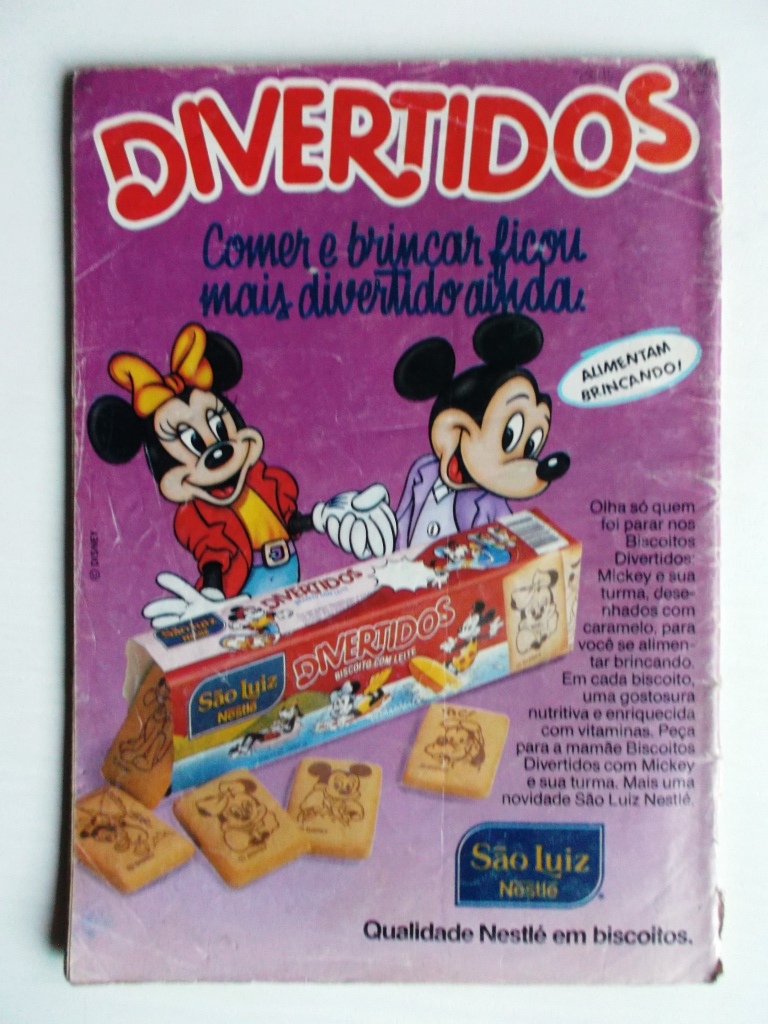 DIVERTIDOS
Comer e brincar ficou
mais divertido ainda.
ALIMENTAM
BRINCANDO!
© DISNEY
Olha só quem
foi parar nos
Biscoitos
Divertidos:
Mickey e sua
turma, dese-
nhados com
caramelo, para
você se alimen-
tar brincando.
Em cada biscoito,
uma gostosura
nutritiva e enriquecida
com vitaminas. Peça
para a mamãe Biscoitos
Divertidos com Mickey
e sua turma. Mais uma
novidade São Luiz Nestlé.
DIVERTIDOS
São Luiz
Nestlé
DIVERTIDOS
BISCOITO COM LEITE
São Luiz
Nestlé
São Luiz
Nestlé
Qualidade Nestlé em biscoitos.